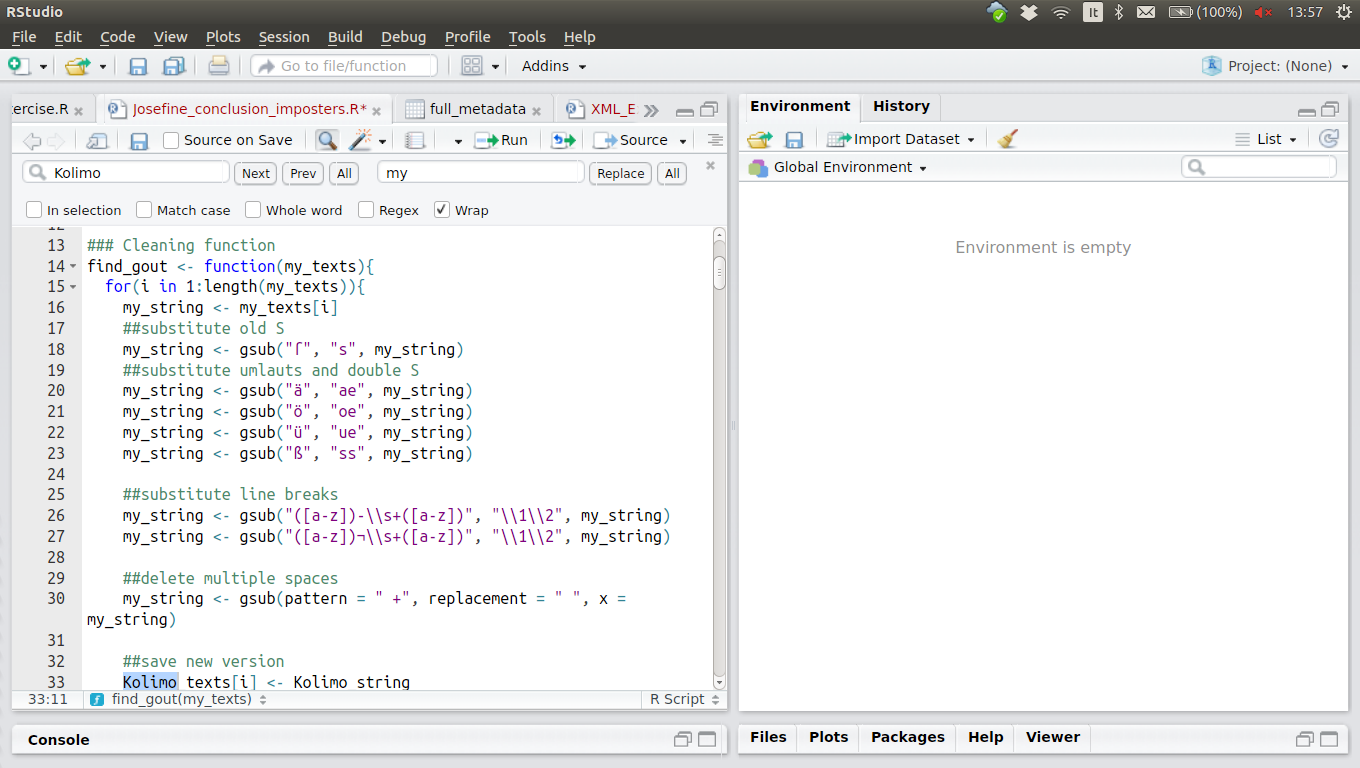 RStudio
It (100%) 13:57
File Edit Code View Plots Session Build Debug Profile Tools Help
Go to file/function Addins Project: (None)
ercise.R Josefine_conclusion_imposters.R* full_metadata XML_E
Source on Save Run Source
Kolimo Next Prev All my Replace All
In selection Match case Whole word Regex Wrap
12
13 ### Cleaning function
14 find_gout <- function(my_texts){
15 for(i in 1:length(my_texts)){
16 my_string <- my_texts[i]
17 ##substitute old S
18 my_string <- gsub("ſ", "s", my_string)
19 ##substitute umlauts and double S
20 my_string <- gsub("ä", "ae", my_string)
21 my_string <- gsub("ö", "oe", my_string)
22 my_string <- gsub("ü", "ue", my_string)
23 my_string <- gsub("ß", "ss", my_string)
24
25 ##substitute line breaks
26 my_string <- gsub("([a-z])-\\s+([a-z])", "\\1\\2", my_string)
27 my_string <- gsub("([a-z])¬\\s+([a-z])", "\\1\\2", my_string)
28
29 ##delete multiple spaces
30 my_string <- gsub(pattern = " +", replacement = " ", x =
my_string)
31
32 ##save new version
33 Kolimo_texts[i] <- Kolimo_string
33:11 find_gout(my_texts) R Script
Console
Environment History
Import Dataset List
Global Environment
Environment is empty
Files Plots Packages Help Viewer